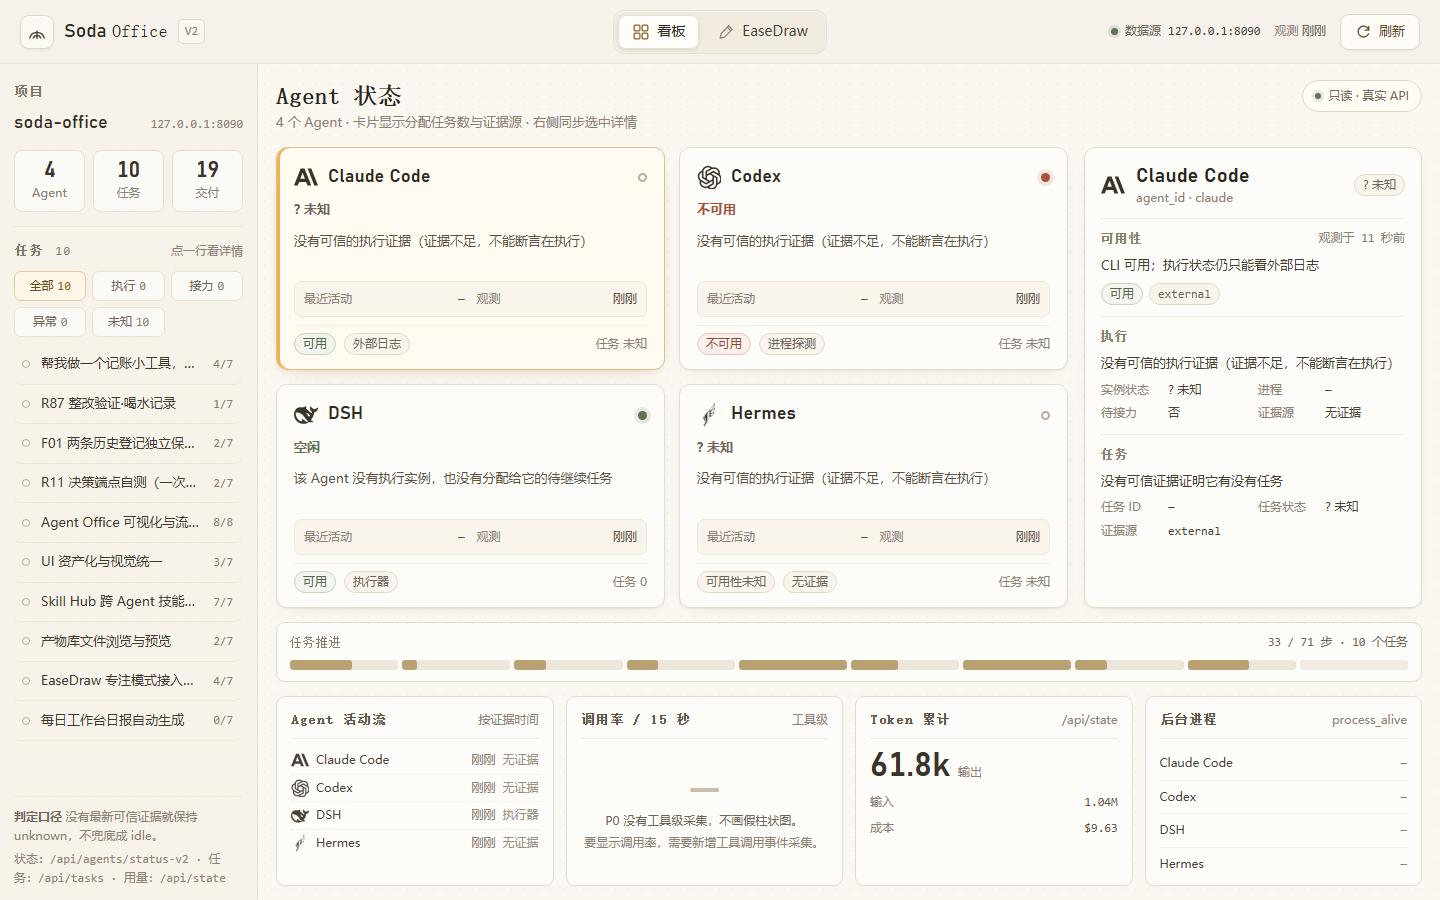 Soda Office V2
看板
EaseDraw
数据源 127.0.0.1:8090 观测 刚刚
刷新
项目
soda-office 127.0.0.1:8090
4 Agent
10 任务
19 交付
任务 10 点一行看详情
全部 10 执行 0 接力 0
异常 0 未知 10
帮我做一个记账小工具，... 4/7
R87 整改验证·喝水记录 1/7
F01 两条历史登记独立保... 2/7
R11 决策端点自测（一次... 2/7
Agent Office 可视化与流... 8/8
UI 资产化与视觉统一 3/7
Skill Hub 跨 Agent 技能... 7/7
产物库文件浏览与预览 2/7
EaseDraw 专注模式接入... 4/7
每日工作台日报自动生成 0/7
判定口径 没有最新可信证据就保持
unknown，不兜底成 idle。
状态: /api/agents/status-v2 · 任
务: /api/tasks · 用量: /api/state
Agent 状态
4 个 Agent · 卡片显示分配任务数与证据源 · 右侧同步选中详情
只读 · 真实 API
Claude Code
? 未知
没有可信的执行证据（证据不足，不能断言在执行）
最近活动 – 观测 刚刚
可用 外部日志 任务 未知
Codex
不可用
没有可信的执行证据（证据不足，不能断言在执行）
最近活动 – 观测 刚刚
不可用 进程探测 任务 未知
DSH
空闲
该 Agent 没有执行实例，也没有分配给它的待继续任务
最近活动 – 观测 刚刚
可用 执行器 任务 0
Hermes
? 未知
没有可信的执行证据（证据不足，不能断言在执行）
最近活动 – 观测 刚刚
可用性未知 无证据 任务 未知
Claude Code
agent_id · claude
? 未知
可用性 观测于 11 秒前
CLI 可用；执行状态仍只能看外部日志
可用 external
执行
没有可信的执行证据（证据不足，不能断言在执行）
实例状态 ? 未知 进程 –
待接力 否 证据源 无证据
任务
没有可信证据证明它有没有任务
任务 ID – 任务状态 ? 未知
证据源 external
任务推进 33 / 71 步 · 10 个任务
Agent 活动流 按证据时间
Claude Code 刚刚 无证据
Codex 刚刚 无证据
DSH 刚刚 执行器
Hermes 刚刚 无证据
调用率 / 15 秒 工具级
—
P0 没有工具级采集，不画假柱状图。
要显示调用率，需要新增工具调用事件采集。
Token 累计 /api/state
61.8k 输出
输入 1.04M
成本 $9.63
后台进程 process_alive
Claude Code –
Codex –
DSH –
Hermes –